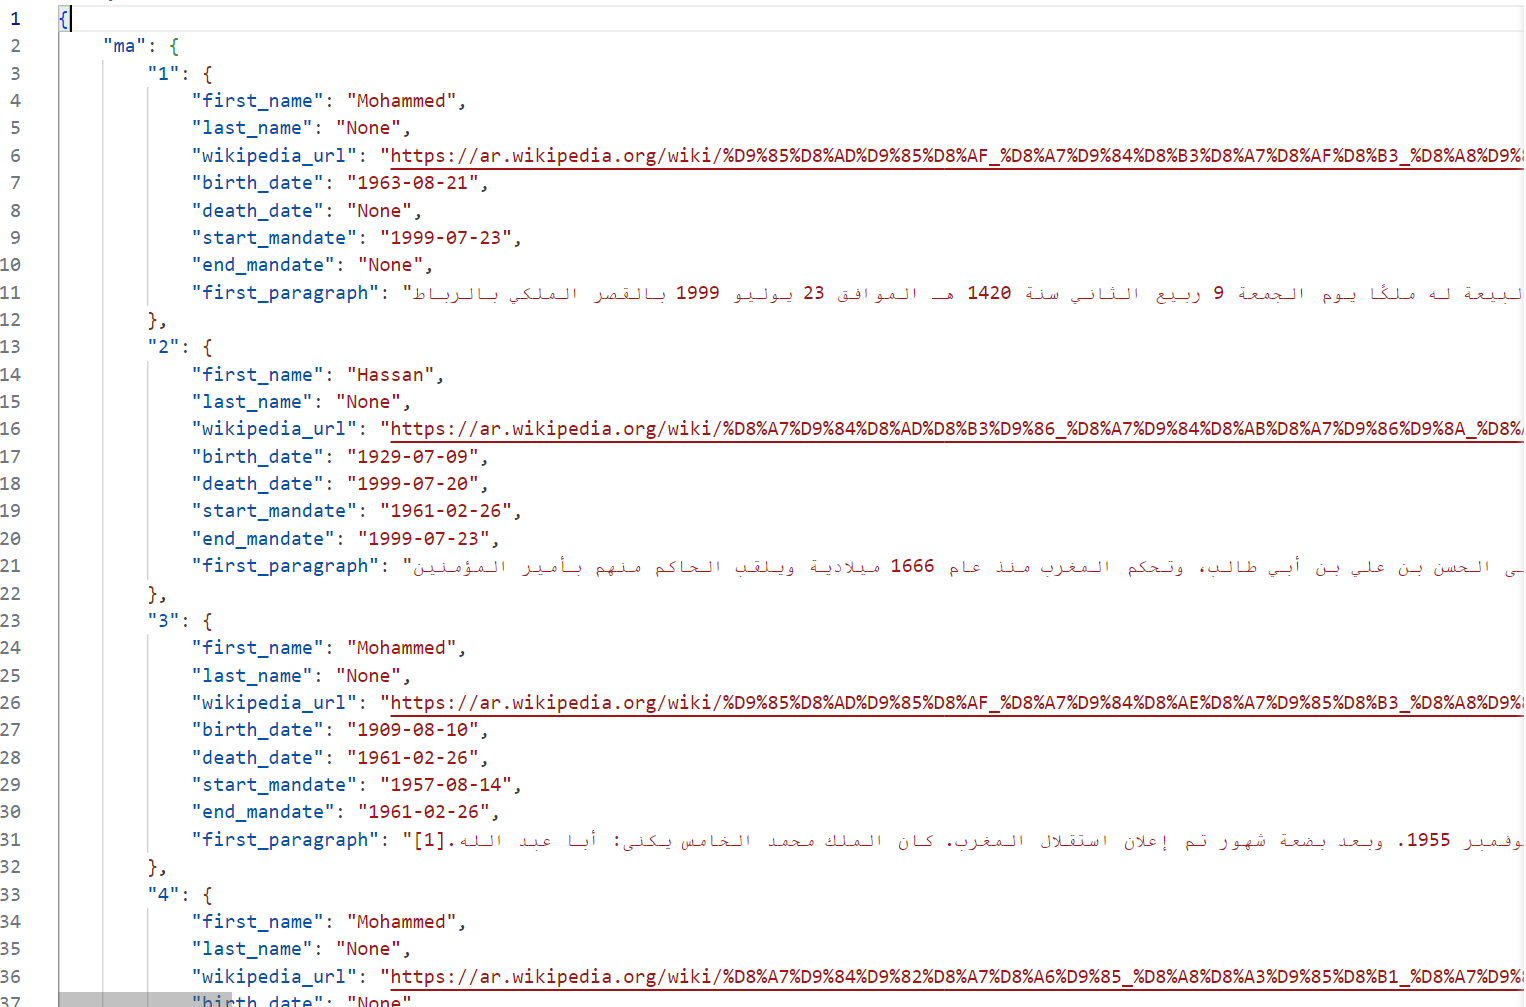 1 {
2 "ma": {
3 "1": {
4 "first_name": "Mohammed",
5 "last_name": "None",
6 "wikipedia_url": "https://ar.wikipedia.org/wiki/%D9%85%D8%AD%D9%85%D8%AF_%D8%A7%D9%84%D8%B3%D8%A7%D8%AF%D8%B3_%D8%A8%D9%
7 "birth_date": "1963-08-21",
8 "death_date": "None",
9 "start_mandate": "1999-07-23",
10 "end_mandate": "None",
11 "first_paragraph": "لبيعة له ملكًا يوم الجمعة 9 ربيع الثاني سنة 1420 هـ الموافق 23 يوليو 1999 بالقصر الملكي بالرباط
12 },
13 "2": {
14 "first_name": "Hassan",
15 "last_name": "None",
16 "wikipedia_url": "https://ar.wikipedia.org/wiki/%D8%A7%D9%84%D8%AD%D8%B3%D9%86_%D8%A7%D9%84%D8%AB%D8%A7%D9%86%D9%8A_%D8%
17 "birth_date": "1929-07-09",
18 "death_date": "1999-07-20",
19 "start_mandate": "1961-02-26",
20 "end_mandate": "1999-07-23",
21 "first_paragraph": "الحسن بن علي بن أبي طالب، وتحكم المغرب منذ عام 1666 ميلادية ويلقب الحاكم منهم بأمير المؤمنين
22 },
23 "3": {
24 "first_name": "Mohammed",
25 "last_name": "None",
26 "wikipedia_url": "https://ar.wikipedia.org/wiki/%D9%85%D8%AD%D9%85%D8%AF_%D8%A7%D9%84%D8%AE%D8%A7%D9%85%D8%B3_%D8%A8%D9%
27 "birth_date": "1909-08-10",
28 "death_date": "1961-02-26",
29 "start_mandate": "1957-08-14",
30 "end_mandate": "1961-02-26",
31 "first_paragraph": "وفمبر 1955. وبعد بضعة شهور تم إعلان استقلال المغرب. كان الملك محمد الخامس يكنى: أبا عبد الله.[1]
32 },
33 "4": {
34 "first_name": "Mohammed",
35 "last_name": "None",
36 "wikipedia_url": "https://ar.wikipedia.org/wiki/%D8%A7%D9%84%D9%82%D8%A7%D8%A6%D9%85_%D8%A8%D8%A3%D9%85%D8%B1_%D8%A7%D9%
37 "birth_date": "None"